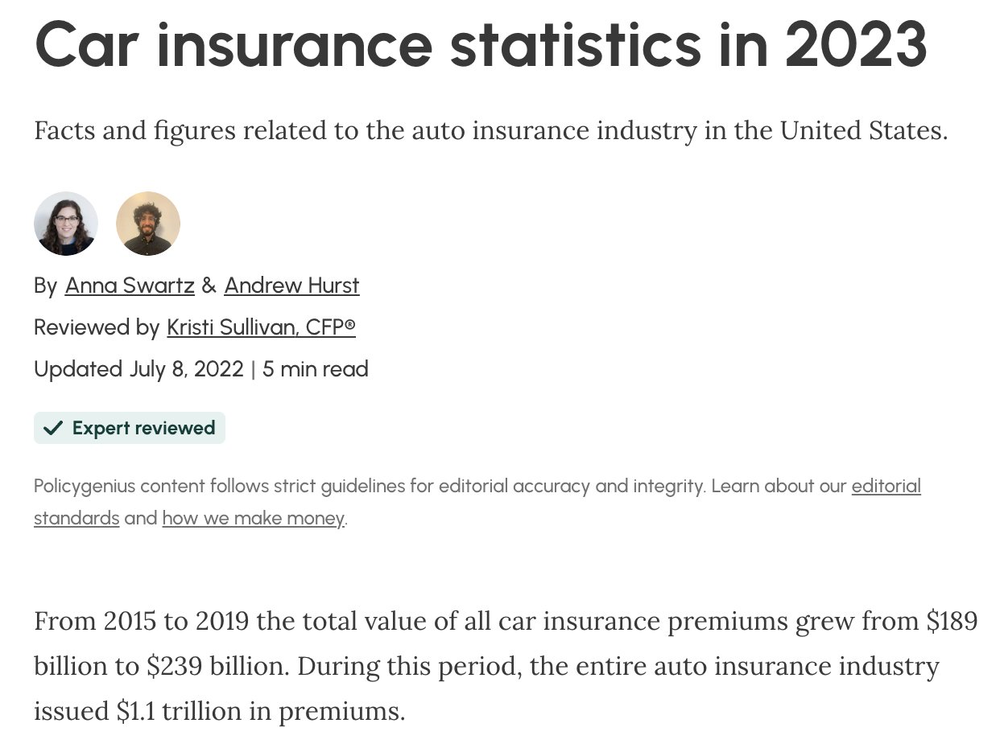 Car insurance statistics in 2023
Facts and figures related to the auto insurance industry in the United States.
By Anna Swartz & Andrew Hurst
Reviewed by Kristi Sullivan, CFP®
Updated July 8, 2022 | 5 min read
Expert reviewed
Policygenius content follows strict guidelines for editorial accuracy and integrity. Learn about our editorial
standards and how we make money.
From 2015 to 2019 the total value of all car insurance premiums grew from $189
billion to $239 billion. During this period, the entire auto insurance industry
issued $1.1 trillion in premiums.